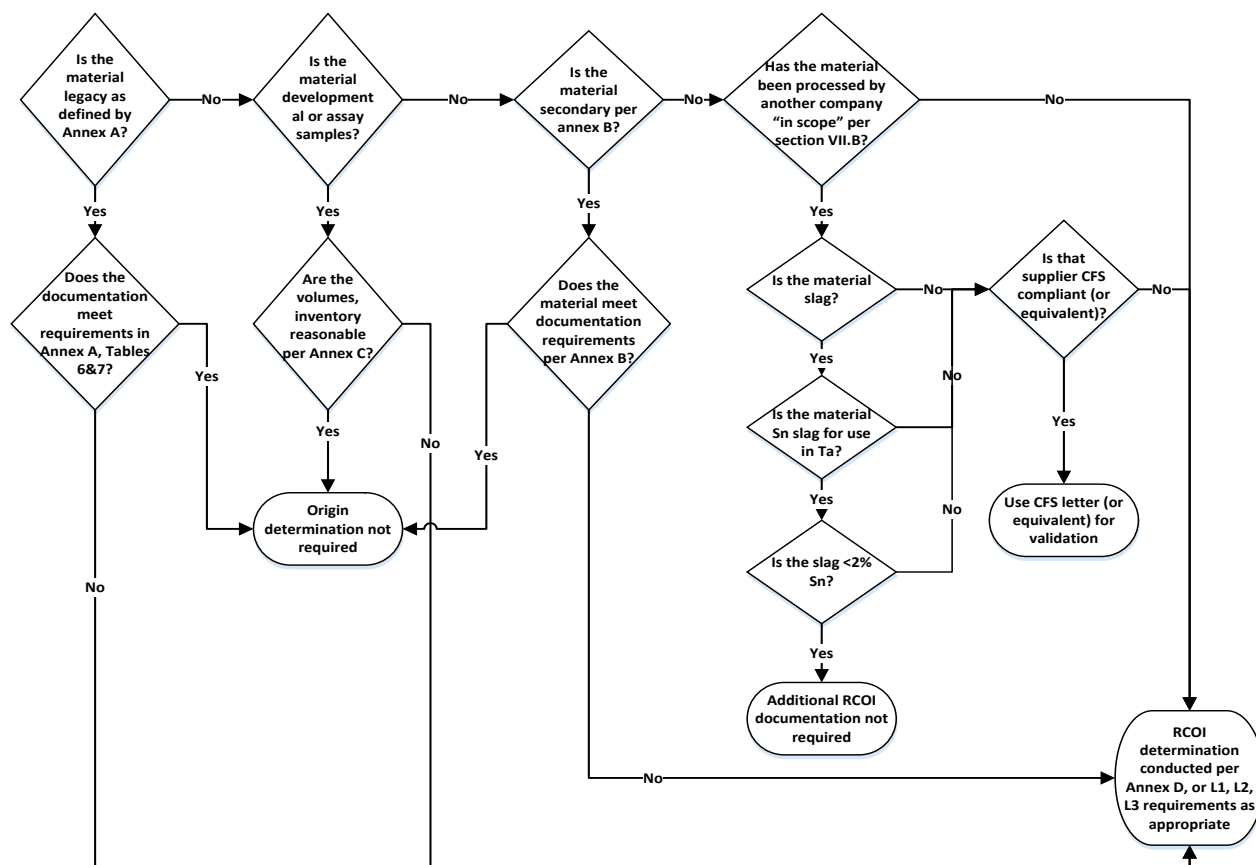 Is the
material
legacy as
defined by
Annex A?
No
Is the
material
development
al or assay
samples?
No
Is the
material
secondary per
annex B?
No
Has the material
been processed by
another company
“in scope” per
section VII.B?
No
Yes
Yes
Yes
Yes
Does the
documentation
meet
requirements in
Annex A, Tables
6&7?
Yes
No
Are the
volumes,
inventory
reasonable
per Annex C?
Yes
No
Does the
material meet
documentation
requirements
per Annex B?
Yes
No
Origin
determination not
required
Is the material
slag?
No
Yes
Is the material
Sn slag for use
in Ta?
No
Yes
Is the slag <2%
Sn?
No
Yes
Additional RCOI
documentation not
required
Is that
supplier CFS
compliant (or
equivalent)?
No
Yes
Use CFS letter (or
equivalent) for
validation
RCOI
determination
conducted per
Annex D, or L1, L2,
L3 requirements as
appropriate